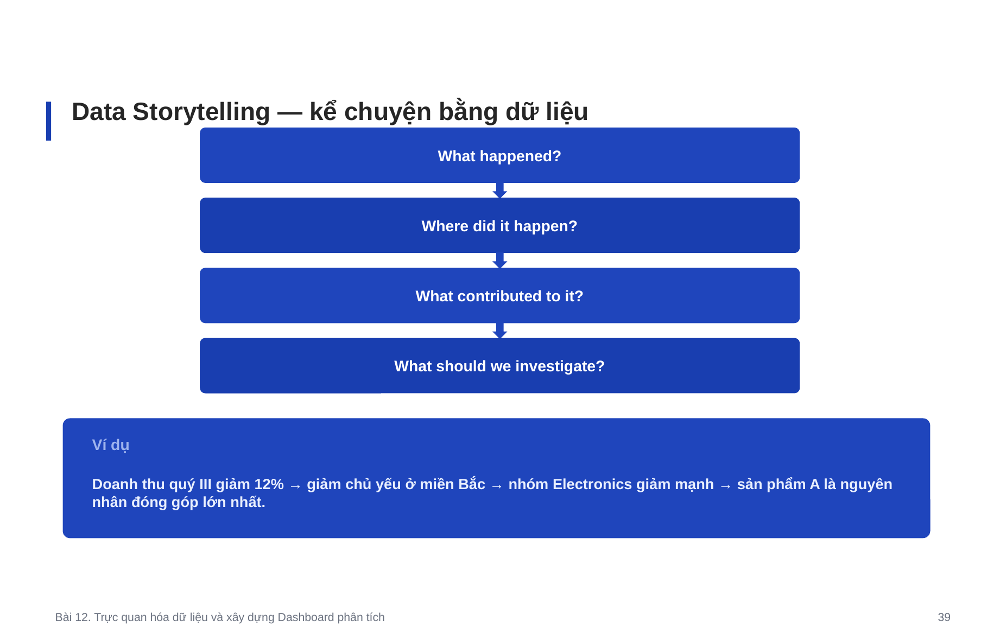 Data Storytelling — kể chuyện bằng dữ liệu
What happened?
Where did it happen?
What contributed to it?
What should we investigate?
Ví dụ
Doanh thu quý III giảm 12% → giảm chủ yếu ở miền Bắc → nhóm Electronics giảm mạnh → sản phẩm A là nguyên
nhân đóng góp lớn nhất.
Bài 12. Trực quan hóa dữ liệu và xây dựng Dashboard phân tích
39